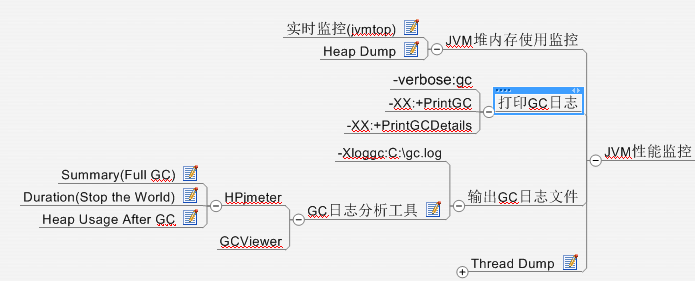 实时监控(jvmtop)
Heap Dump
JVM堆内存使用监控
-verbose:gc
-XX:+PrintGC
-XX:+PrintGCDetails
打印GC日志
JVM性能监控
-Xloggc:C:\gc.log
Summary(Full GC)
Duration(Stop the World)
Heap Usage After GC
HPjmeter
GCViewer
GC日志分析工具
输出GC日志文件
Thread Dump